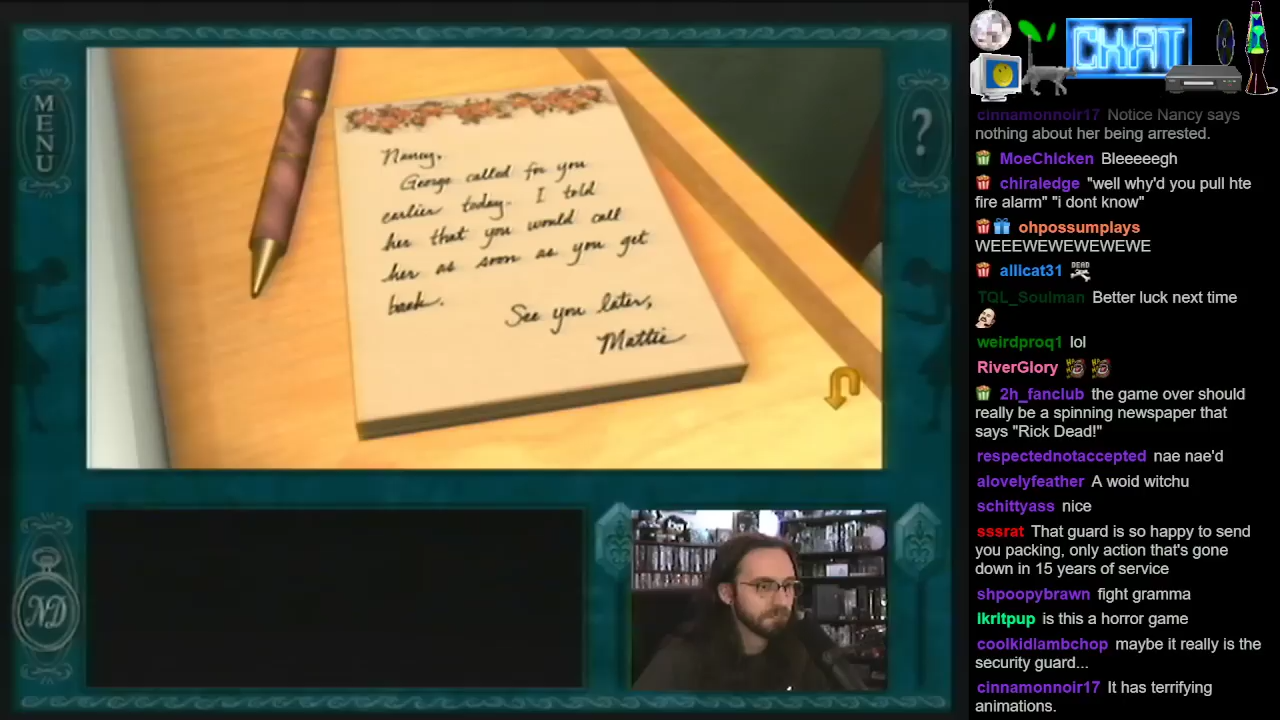 MENU
?
Nancy,
George called for you
earlier today. I told
her that you would call
her as soon as you get
back.
See you later,
Mattie
ND
CHAT
cinnamonnoir17 Notice Nancy says
nothing about her being arrested.
MoeChicken Bleeeeegh
chiraledge "well why'd you pull hte
fire alarm" "i dont know"
ohpossumplays
WEEEWEWEWEWEWE
alllcat31 DEAD
TQL_Soulman Better luck next time
weirdproq1 lol
RiverGlory
2h_fanclub the game over should
really be a spinning newspaper that
says "Rick Dead!"
respectednotaccepted nae nae'd
alovelyfeather A woid witchu
schittyass nice
sssrat That guard is so happy to send
you packing, only action that's gone
down in 15 years of service
shpoopybrawn fight gramma
lkrltpup is this a horror game
coolkidlambchop maybe it really is the
security guard...
cinnamonnoir17 It has terrifying
animations.